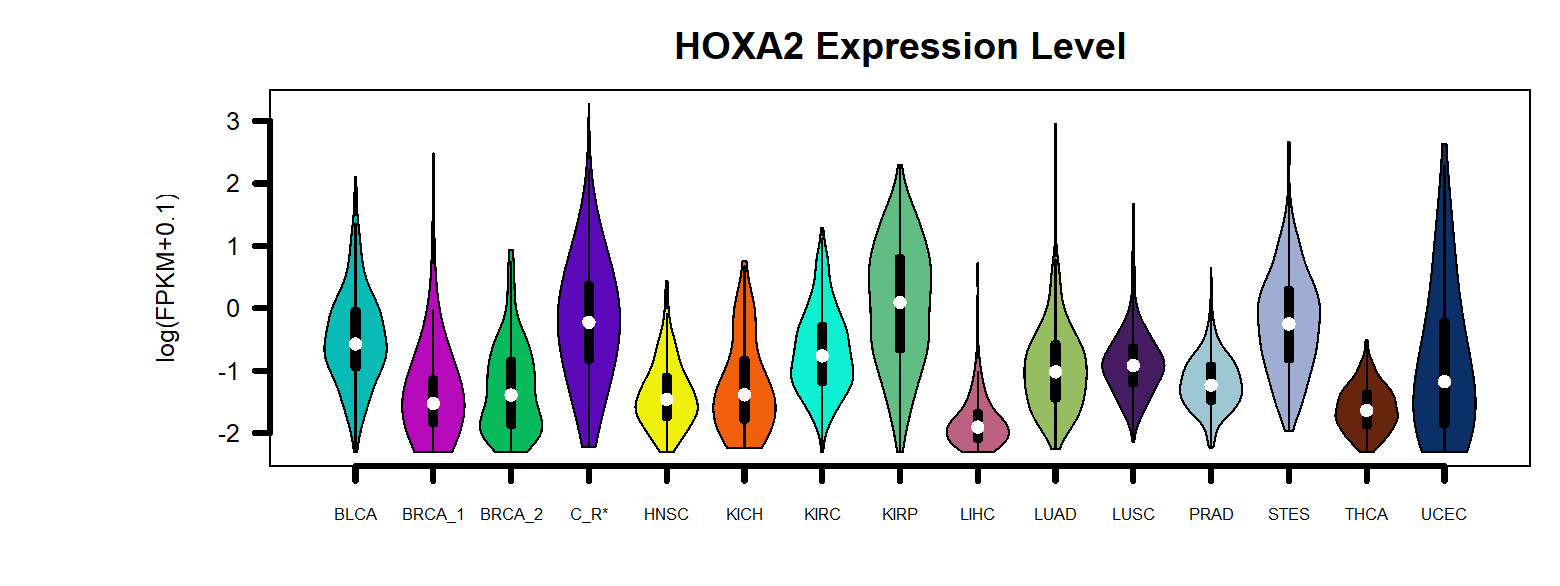 HOXA2 Expression Level
log(FPKM+0.1)
3
2
1
0
-1
-2
BLCA BRCA_1 BRCA_2 C_R* HNSC KICH KIRC KIRP LIHC LUAD LUSC PRAD STES THCA UCEC